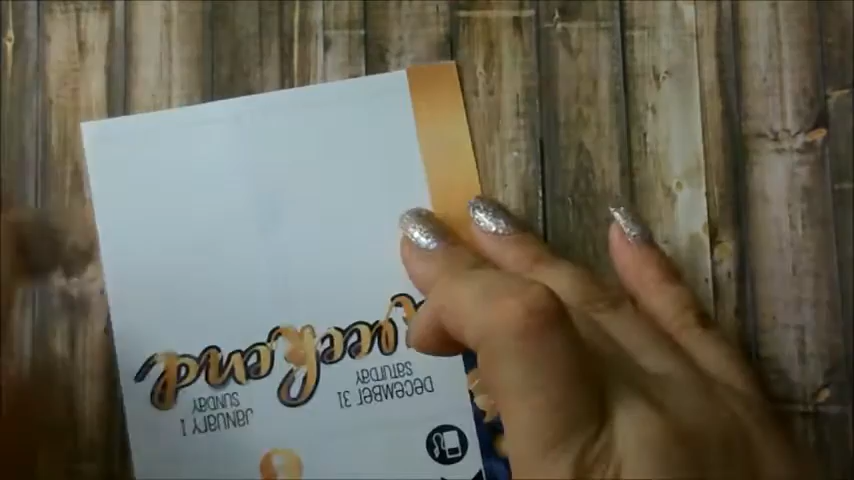 DECEMBER 31
SATURDAY
JANUARY 1
SUNDAY
weekend